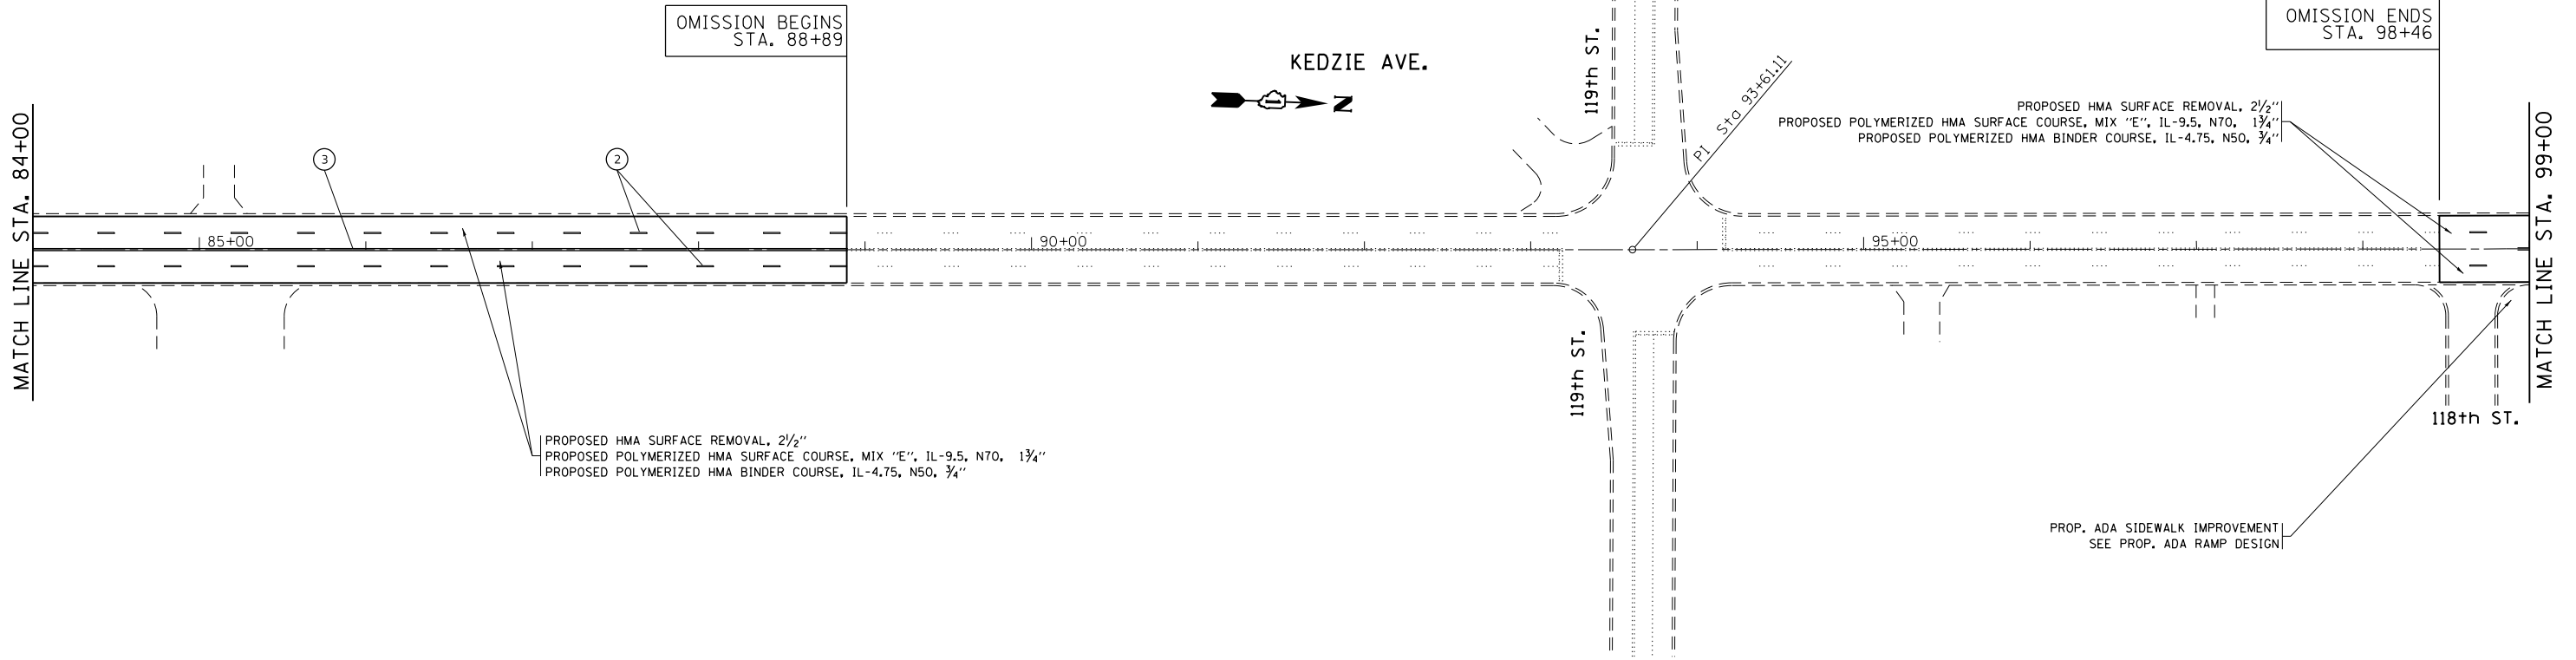 OMISSION BEGINS
STA. 88+89
KEDZIE AVE.
N
119th ST.
PI Sta 93+61.11
OMISSION ENDS
STA. 98+46
PROPOSED HMA SURFACE REMOVAL, 2½"
PROPOSED POLYMERIZED HMA SURFACE COURSE, MIX "E", IL-9.5, N70, 1¾"
PROPOSED POLYMERIZED HMA BINDER COURSE, IL-4.75, N50, ¾"
MATCH LINE STA. 84+00
3
2
85+00
90+00
95+00
MATCH LINE STA. 99+00
119th ST.
118th ST.
PROPOSED HMA SURFACE REMOVAL, 2½"
PROPOSED POLYMERIZED HMA SURFACE COURSE, MIX "E", IL-9.5, N70, 1¾"
PROPOSED POLYMERIZED HMA BINDER COURSE, IL-4.75, N50, ¾"
PROP. ADA SIDEWALK IMPROVEMENT
SEE PROP. ADA RAMP DESIGN